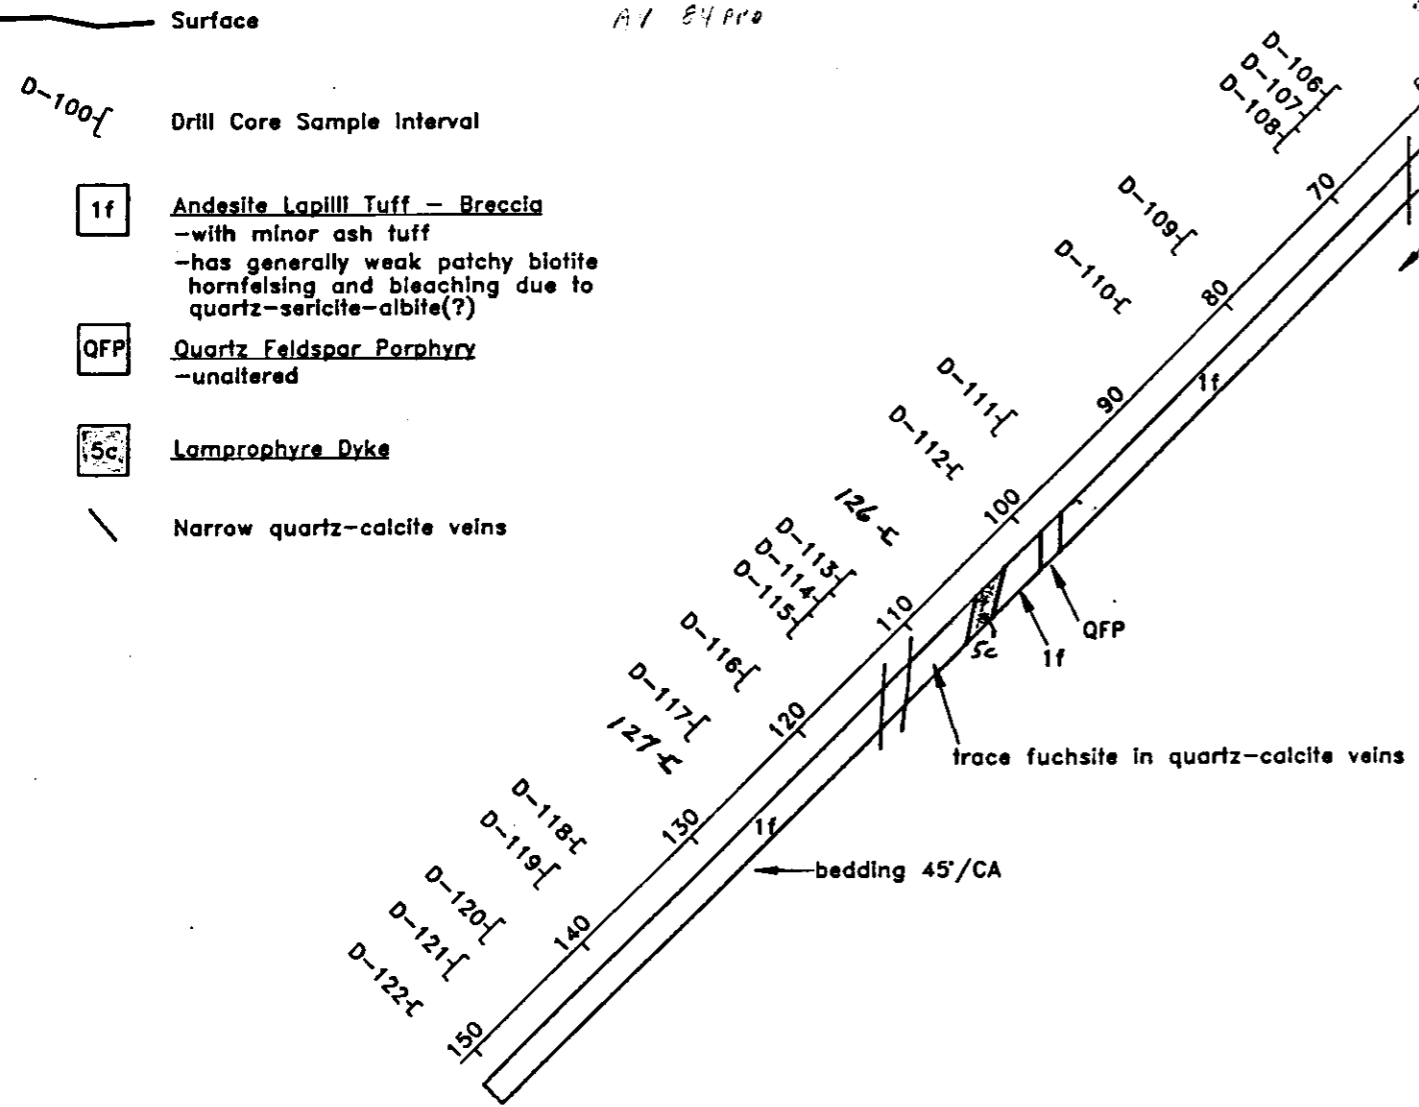 Surface
D-100
Drill Core Sample Interval
1f
Andesite Lapilli Tuff - Breccia
-with minor ash tuff
-has generally weak patchy biotite
hornfelsing and bleaching due to
quartz-sericite-albite(?)
QFP
Quartz Feldspar Porphyry
-unaltered
5c
Lamprophyre Dyke
Narrow quartz-calcite veins
D-106
D-107
D-108
70
D-109
D-110
80
1f
D-111
90
D-112
100
126
D-113
D-114
D-115
110
QFP
1f
5c
D-116
D-117
120
127
trace fuchsite in quartz-calcite veins
D-118
130
1f
D-119
bedding 45°/CA
D-120
140
D-121
D-122
150